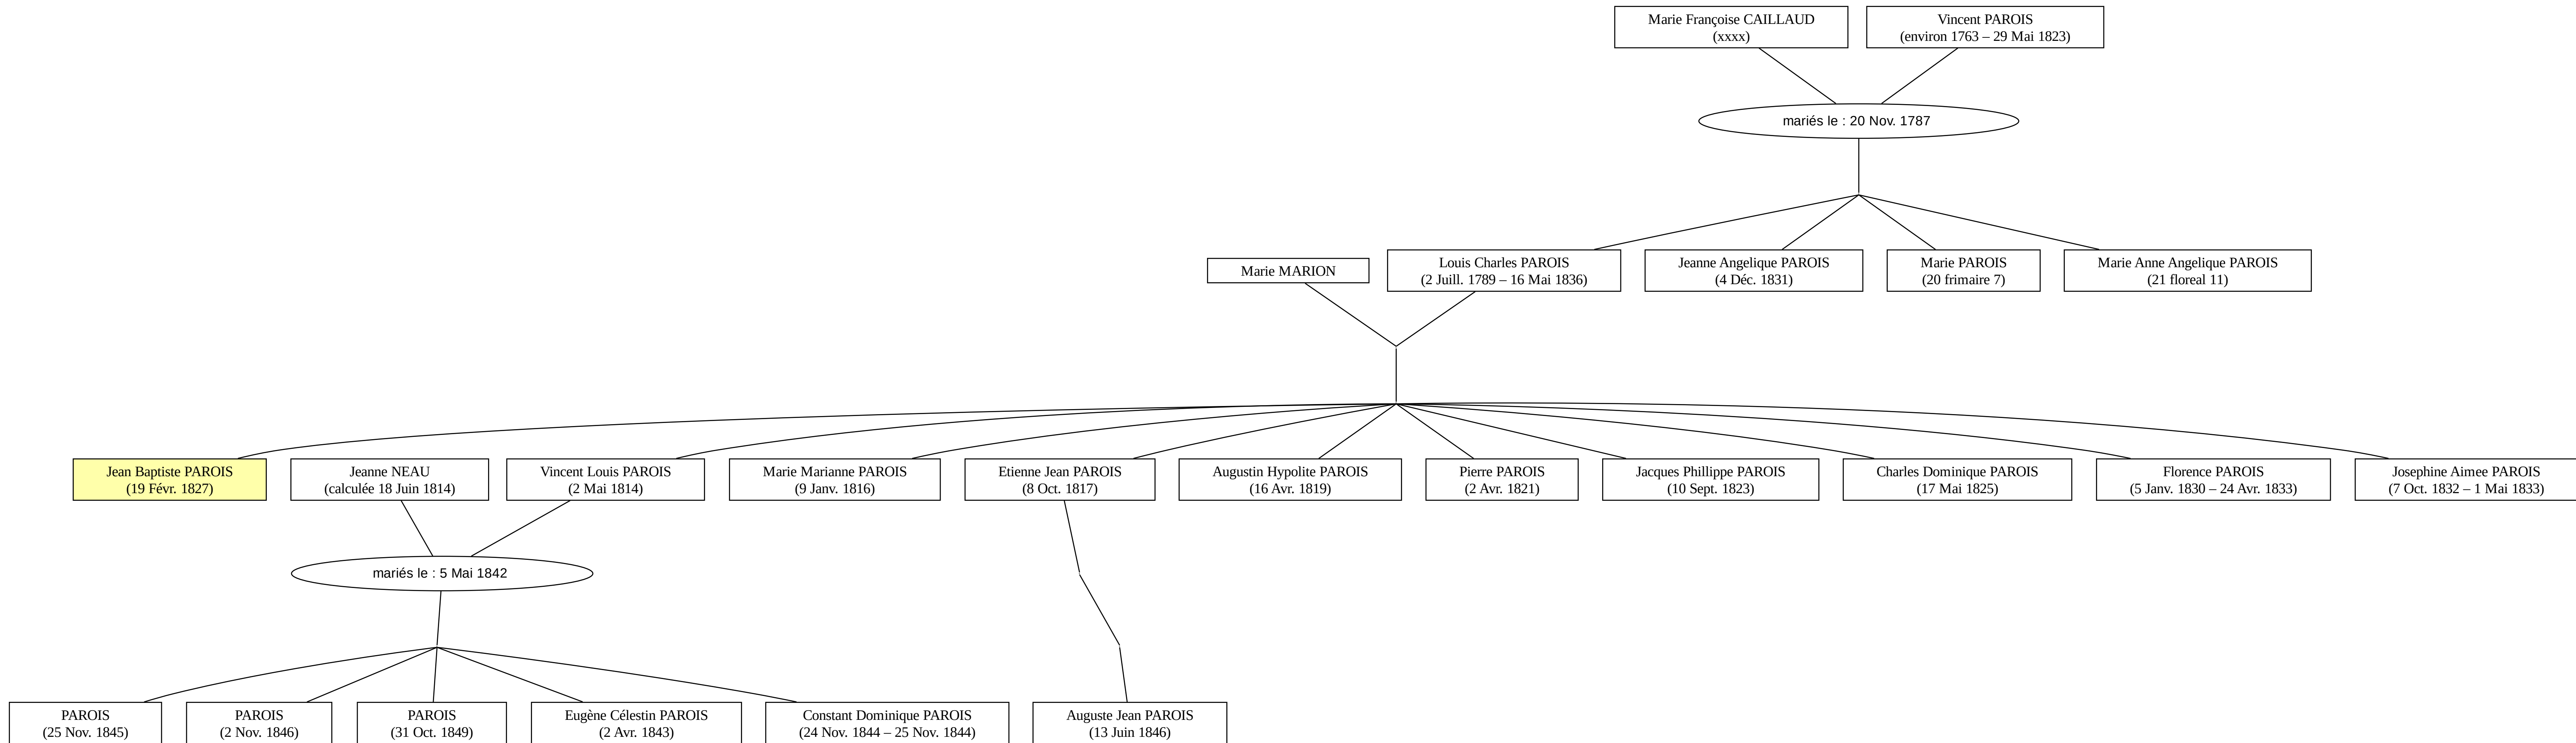 Marie Françoise CAILLAUD
(xxxx)
Vincent PAROIS
(environ 1763 – 29 Mai 1823)
mariés le : 20 Nov. 1787
Marie MARION
Louis Charles PAROIS
(2 Juill. 1789 – 16 Mai 1836)
Jeanne Angelique PAROIS
(4 Déc. 1831)
Marie PAROIS
(20 frimaire 7)
Marie Anne Angelique PAROIS
(21 floreal 11)
Jean Baptiste PAROIS
(19 Févr. 1827)
Jeanne NEAU
(calculée 18 Juin 1814)
Vincent Louis PAROIS
(2 Mai 1814)
Marie Marianne PAROIS
(9 Janv. 1816)
Etienne Jean PAROIS
(8 Oct. 1817)
Augustin Hypolite PAROIS
(16 Avr. 1819)
Pierre PAROIS
(2 Avr. 1821)
Jacques Phillippe PAROIS
(10 Sept. 1823)
Charles Dominique PAROIS
(17 Mai 1825)
Florence PAROIS
(5 Janv. 1830 – 24 Avr. 1833)
Josephine Aimee PAROIS
(7 Oct. 1832 – 1 Mai 1833)
mariés le : 5 Mai 1842
PAROIS
(25 Nov. 1845)
PAROIS
(2 Nov. 1846)
PAROIS
(31 Oct. 1849)
Eugène Célestin PAROIS
(2 Avr. 1843)
Constant Dominique PAROIS
(24 Nov. 1844 – 25 Nov. 1844)
Auguste Jean PAROIS
(13 Juin 1846)